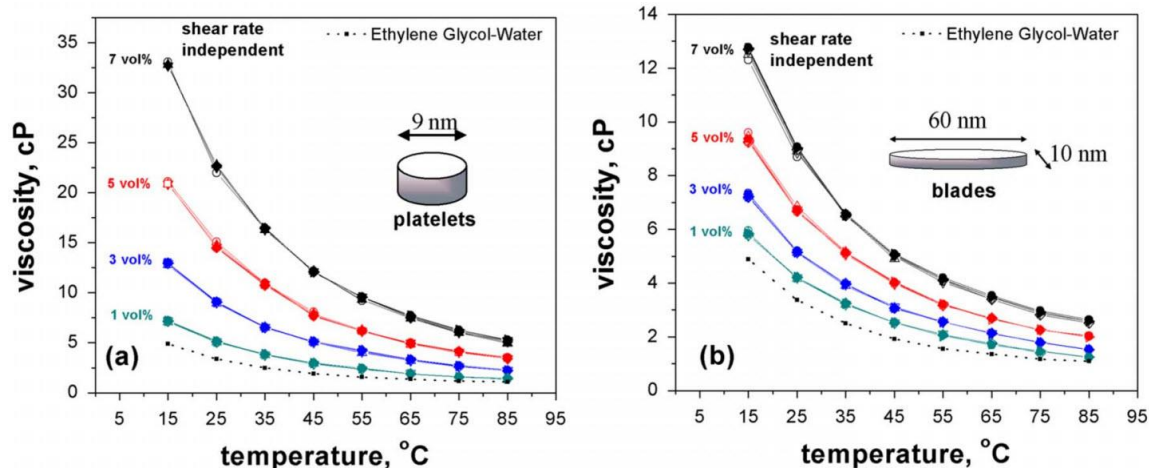 shear rate
independent
Ethylene Glycol-Water
7 vol%
5 vol%
3 vol%
1 vol%
9 nm
platelets
(a)
viscosity, cP
35
30
25
20
15
10
5
0
5 15 25 35 45 55 65 75 85 95
temperature, °C
shear rate
independent
Ethylene Glycol-Water
7 vol%
5 vol%
3 vol%
1 vol%
60 nm
10 nm
blades
(b)
viscosity, cP
14
12
10
8
6
4
2
0
5 15 25 35 45 55 65 75 85 95
temperature, °C